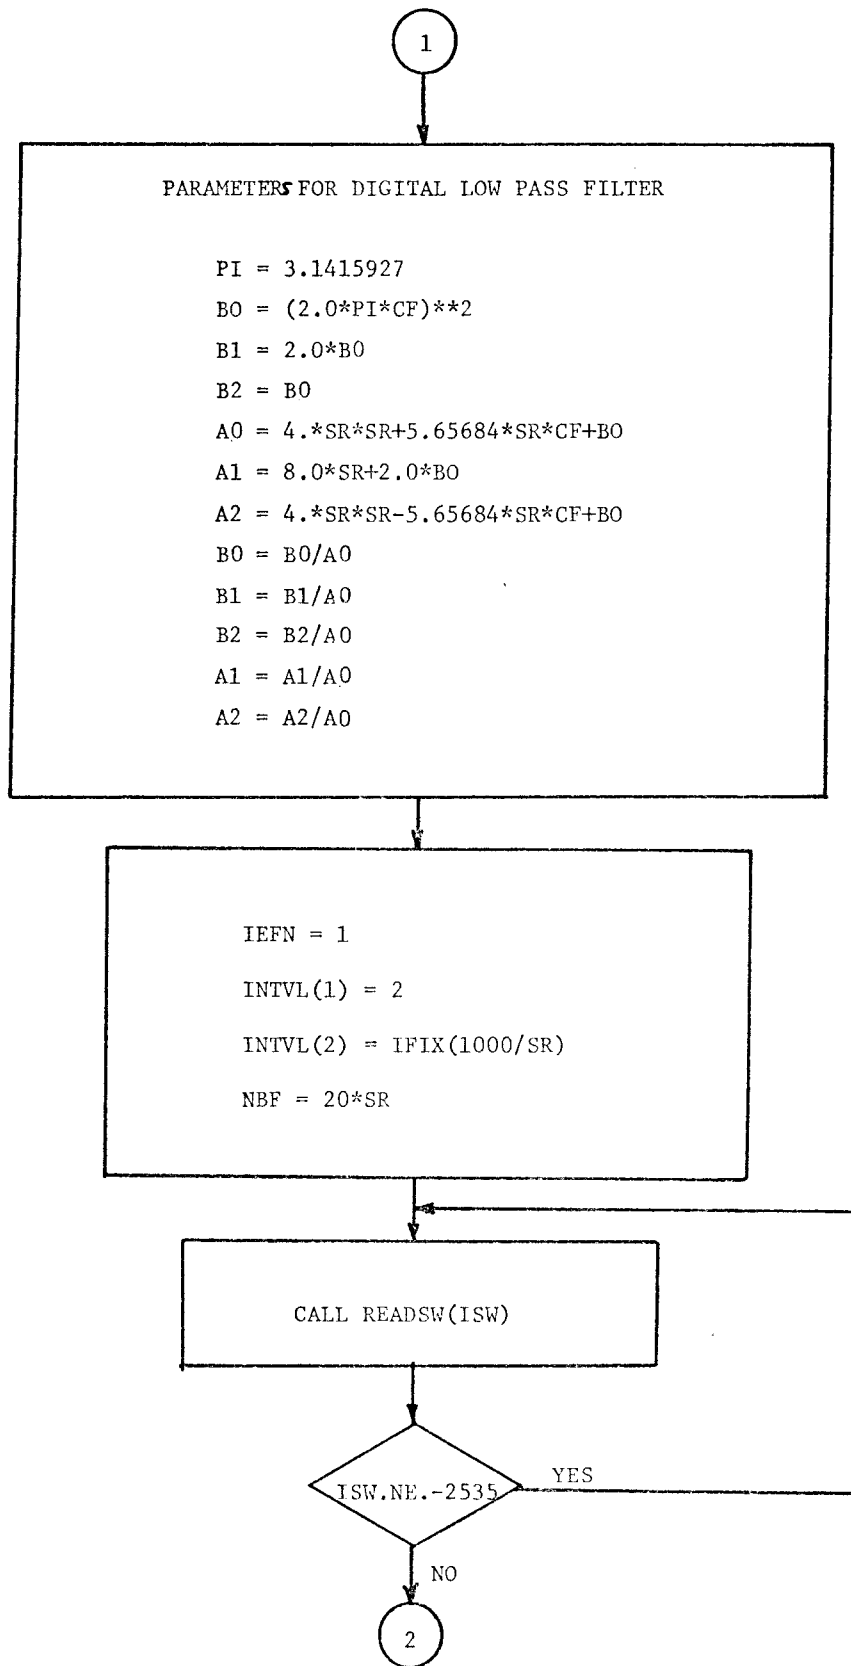 1
PARAMETERS FOR DIGITAL LOW PASS FILTER
PI = 3.1415927
B0 = (2.0*PI*CF)**2
B1 = 2.0*B0
B2 = B0
A0 = 4.*SR*SR+5.65684*SR*CF+B0
A1 = 8.0*SR+2.0*B0
A2 = 4.*SR*SR-5.65684*SR*CF+B0
B0 = B0/A0
B1 = B1/A0
B2 = B2/A0
A1 = A1/A0
A2 = A2/A0
IEFN = 1
INTVL(1) = 2
INTVL(2) = IFIX(1000/SR)
NBF = 20*SR
CALL READSW(ISW)
ISW.NE.-2535
YES
NO
2